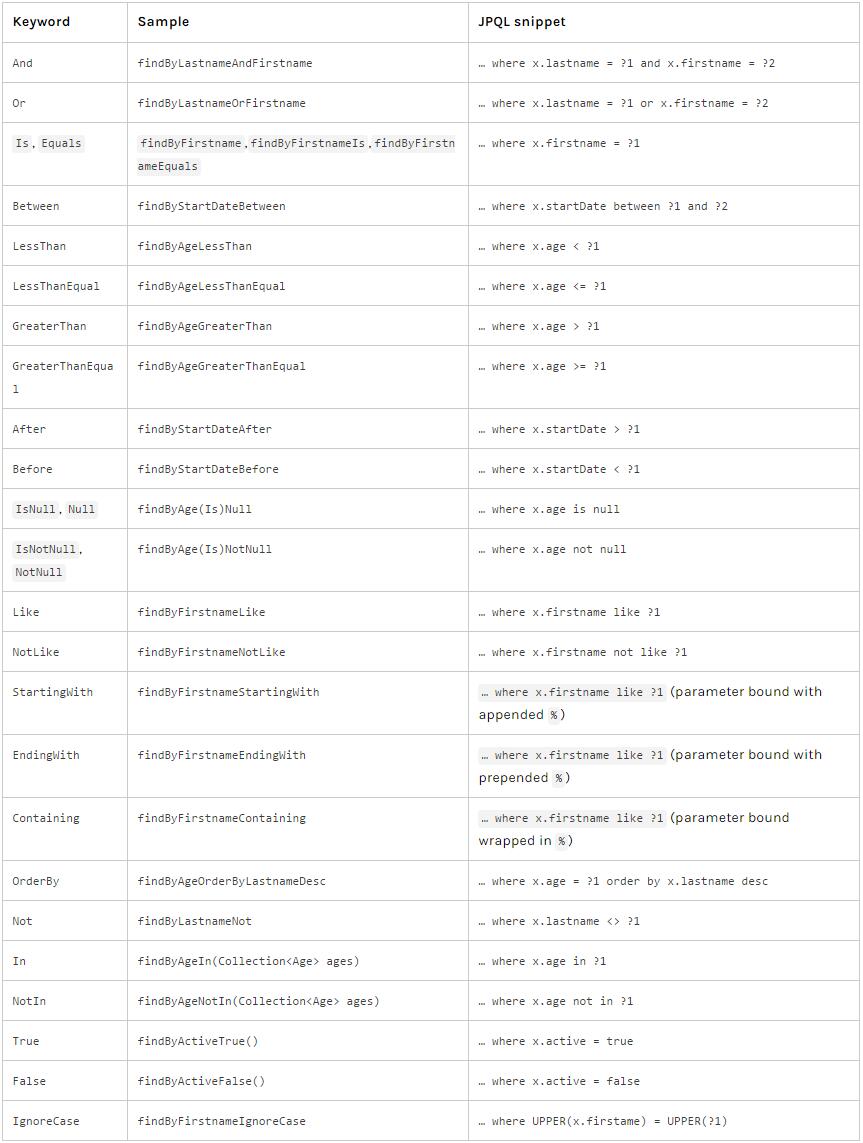 Keyword Sample JPQL snippet
And findByLastnameAndFirstname … where x.lastname = ?1 and x.firstname = ?2
Or findByLastnameOrFirstname … where x.lastname = ?1 or x.firstname = ?2
Is, Equals findByFirstname,findByFirstnameIs,findByFirstn … where x.firstname = ?1
ameEquals
Between findByStartDateBetween … where x.startDate between ?1 and ?2
LessThan findByAgeLessThan … where x.age < ?1
LessThanEqual findByAgeLessThanEqual … where x.age <= ?1
GreaterThan findByAgeGreaterThan … where x.age > ?1
GreaterThanEqua findByAgeGreaterThanEqual … where x.age >= ?1
l
After findByStartDateAfter … where x.startDate > ?1
Before findByStartDateBefore … where x.startDate < ?1
IsNull, Null findByAge(Is)Null … where x.age is null
IsNotNull, findByAge(Is)NotNull … where x.age not null
NotNull
Like findByFirstnameLike … where x.firstname like ?1
NotLike findByFirstnameNotLike … where x.firstname not like ?1
StartingWith findByFirstnameStartingWith … where x.firstname like ?1 (parameter bound with
appended %)
EndingWith findByFirstnameEndingWith … where x.firstname like ?1 (parameter bound with
prepended %)
Containing findByFirstnameContaining … where x.firstname like ?1 (parameter bound
wrapped in %)
OrderBy findByAgeOrderByLastnameDesc … where x.age = ?1 order by x.lastname desc
Not findByLastnameNot … where x.lastname <> ?1
In findByAgeIn(Collection<Age> ages) … where x.age in ?1
NotIn findByAgeNotIn(Collection<Age> ages) … where x.age not in ?1
True findByActiveTrue() … where x.active = true
False findByActiveFalse() … where x.active = false
IgnoreCase findByFirstnameIgnoreCase … where UPPER(x.firstame) = UPPER(?1)